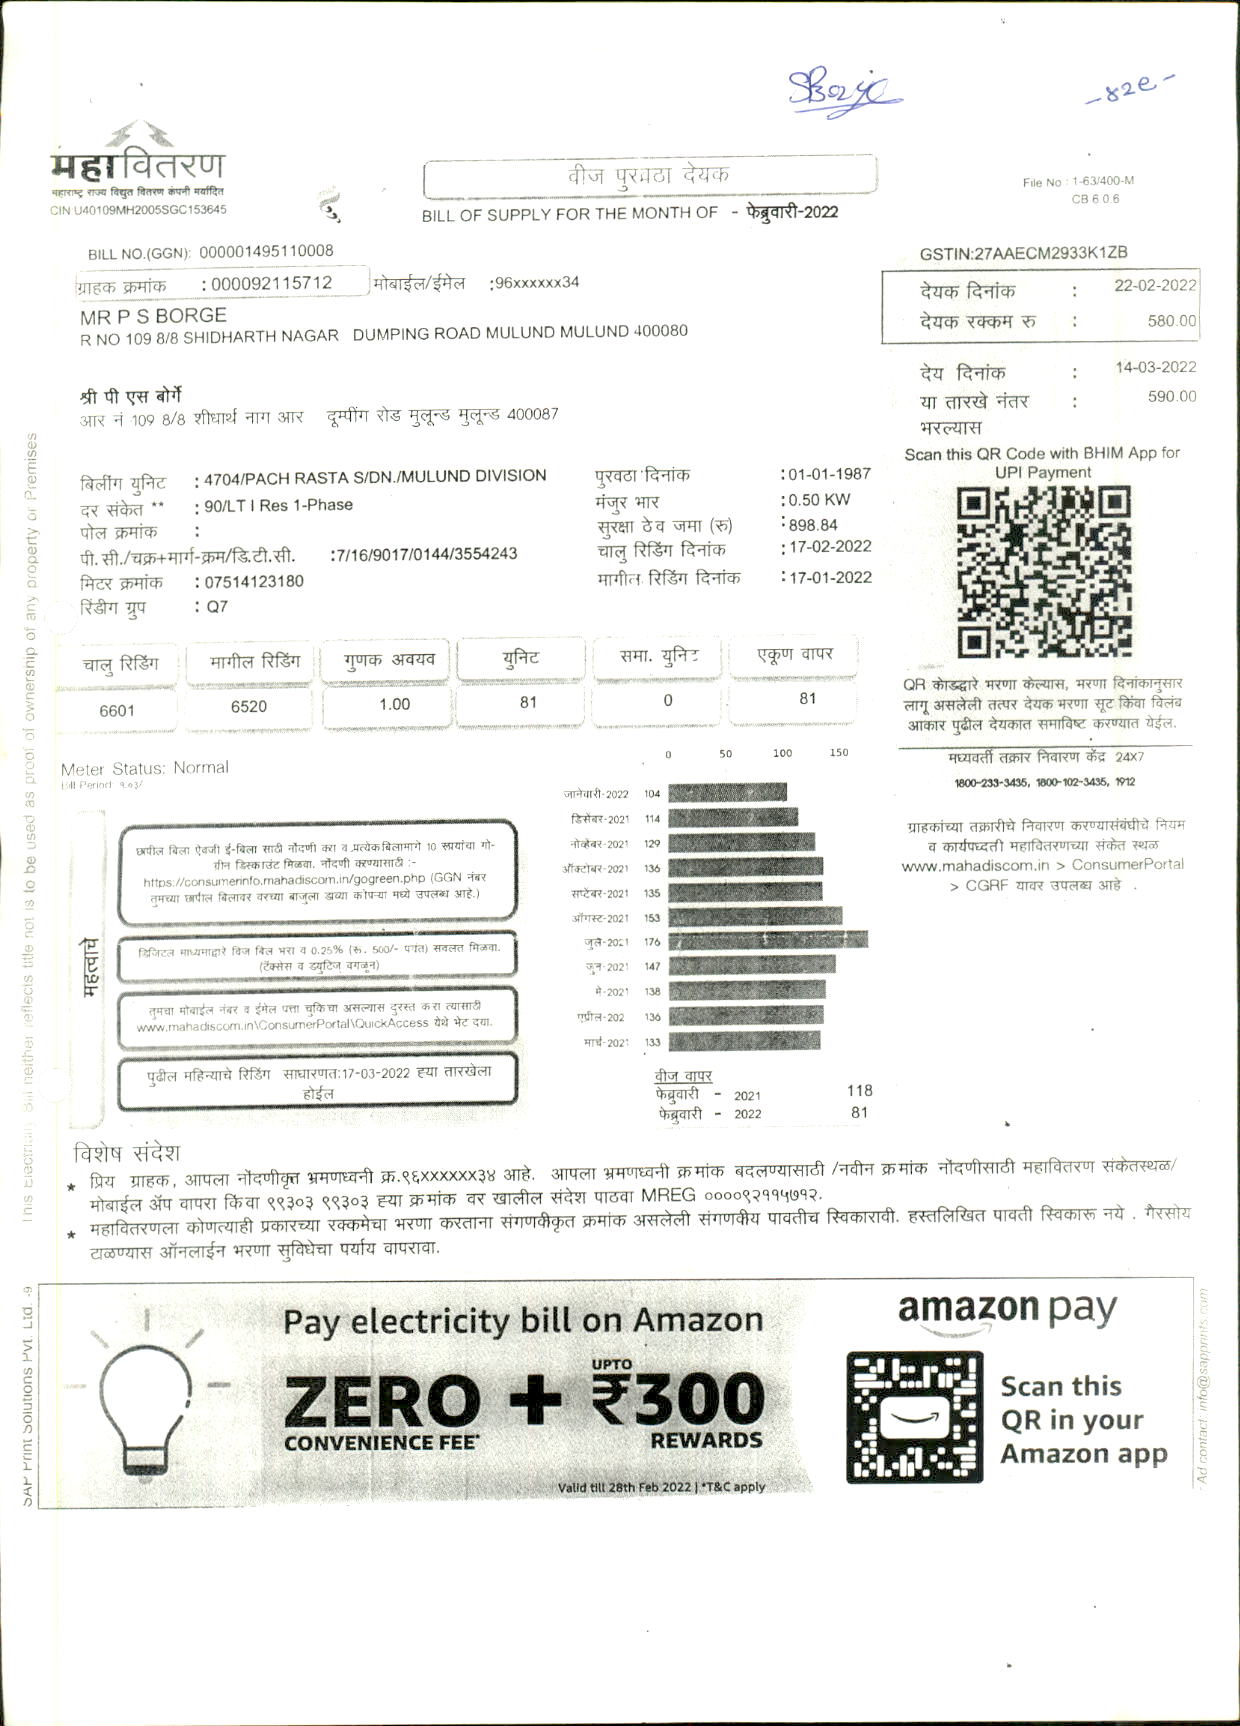 SBorje
-४२९-
महावितरण
महाराष्ट्र राज्य विद्युत वितरण कंपनी मर्यादित
CIN U40109MH2005SGC153645
वीज पुरवठा देयक
BILL OF SUPPLY FOR THE MONTH OF - फेब्रुवारी-2022
File No : 1-63/400-M
CB 6 0.6
BILL NO.(GGN): 000001495110008
GSTIN:27AAECM2933K1ZB
ग्राहक क्रमांक : 000092115712 मोबाईल/ईमेल :96xxxxxx34
MR P S BORGE
R NO 109 8/8 SHIDHARTH NAGAR DUMPING ROAD MULUND MULUND 400080
देयक दिनांक : 22-02-2022
देयक रक्कम रु : 580.00
देय दिनांक : 14-03-2022
या तारखे नंतर : 590.00
भरल्यास
श्री पी एस बोर्गे
आर नं 109 8/8 शीधार्थ नाग आर दूम्पींग रोड मुलून्ड मुलून्ड 400087
Scan this QR Code with BHIM App for
UPI Payment
बिलींग युनिट : 4704/PACH RASTA S/DN./MULUND DIVISION
दर संकेत ** : 90/LT I Res 1-Phase
पोल क्रमांक :
पी.सी./चक्र+मार्ग-क्रम/डि.टी.सी. :7/16/9017/0144/3554243
मिटर क्रमांक : 07514123180
रिंडीग ग्रुप : Q7
पुरवठा दिनांक :01-01-1987
मंजुर भार :0.50 KW
सुरक्षा ठेव जमा (रु) :898.84
चालु रिडिंग दिनांक :17-02-2022
मागील रिडिंग दिनांक :17-01-2022
चालु रिडिंग मागील रिडिंग गुणक अवयव युनिट समा. युनिट एकूण वापर
6601 6520 1.00 81 0 81
QR कोडद्वारे भरणा केल्यास, भरणा दिनांकानुसार
लागू असलेली तत्पर देयक भरणा सूट किंवा विलंब
आकार पुढील देयकात समाविष्ट करण्यात येईल.
मध्यवर्ती तक्रार निवारण केंद्र 24X7
1800-233-3435, 1800-102-3435, 1912
ग्राहकांच्या तक्रारीचे निवारण करण्यासंबंधीचे नियम
व कार्यपध्दती महावितरणच्या संकेत स्थळ
www.mahadiscom.in > ConsumerPortal
> CGRF यावर उपलब्ध आहे .
Meter Status: Normal
Bill Period: १.०३/
महत्वाचे
छापील बिला ऐवजी ई-बिला साठी नोंदणी करा व प्रत्येक बिलामागे 10 रूपयांचा गो-
ग्रीन डिस्काउंट मिळवा. नोंदणी करण्यासाठी :-
https://consumerinfo.mahadiscom.in/gogreen.php (GGN नंबर
तुमच्या छापील बिलावर वरच्या बाजुला डाव्या कोपऱ्या मध्ये उपलब्ध आहे.)
डिजिटल माध्यमाद्वारे विज बिल भरा व 0.25% (रू. 500/- पर्यंत) सवलत मिळवा.
(टॅक्सेस व ड्युटिज वगळून)
तुमचा मोबाईल नंबर व ईमेल पत्ता चुकिचा असल्यास दुरस्त करा त्यासाठी
www.mahadiscom.in\ConsumerPortal\QuickAccess येथे भेट दया.
पुढील महिन्याचे रिडिंग साधारणतः17-03-2022 ह्या तारखेला
होईल
0 50 100 150
जानेवारी-2022 104
डिसेंबर-2021 114
नोव्हेंबर-2021 129
ऑक्टोबर-2021 136
सप्टेंबर-2021 135
ऑगस्ट-2021 153
जुलै-2021 176
जून-2021 147
मे-2021 138
एप्रील-202 136
मार्च-2021 133
वीज वापर
फेब्रुवारी - 2021 118
फेब्रुवारी - 2022 81
विशेष संदेश
* प्रिय ग्राहक, आपला नोंदणीकृत भ्रमणध्वनी क्र.९६XXXXXX३४ आहे. आपला भ्रमणध्वनी क्रमांक बदलण्यासाठी /नवीन क्रमांक नोंदणीसाठी महावितरण संकेतस्थळ/
मोबाईल ॲप वापरा किंवा ९९३०३ ९९३०३ ह्या क्रमांक वर खालील संदेश पाठवा MREG ००००९२११५७१२.
* महावितरणला कोणत्याही प्रकारच्या रक्कमेचा भरणा करताना संगणकीकृत क्रमांक असलेली संगणकीय पावतीच स्विकारावी. हस्तलिखित पावती स्विकारू नये . गैरसोय
टाळण्यास ऑनलाईन भरणा सुविधेचा पर्याय वापरावा.
This Electricity Bill neither reflects title not is to be used as proof of ownership of any property or Premises
Pay electricity bill on Amazon
ZERO + UPTO ₹300
CONVENIENCE FEE* REWARDS
Valid till 28th Feb 2022 | *T&C apply
amazon pay
Scan this
QR in your
Amazon app
SAP Print Solutions Pvt. Ltd. -9
Ad contact: info@sapprints.com